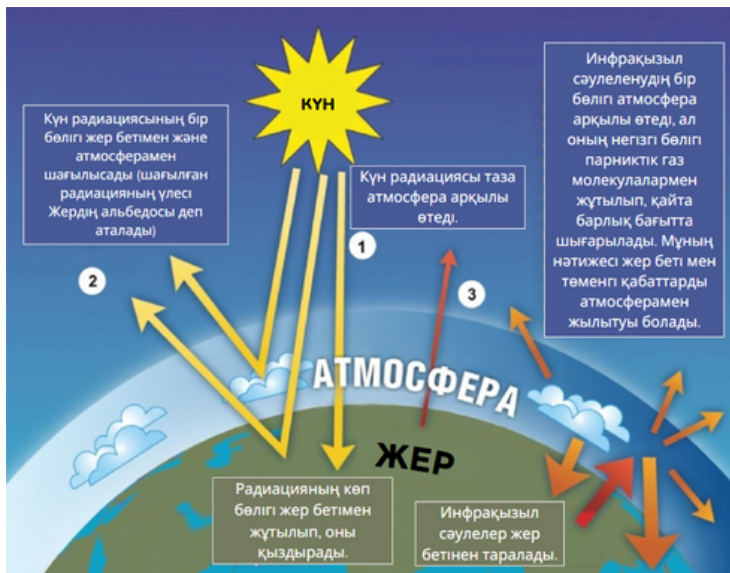 КҮН
Күн радиациясының бір
бөлігі жер бетімен және
атмосферамен
шағылысады (шағылған
радиацияның үлесі
Жердің альбедосы деп
аталады)
Күн радиациясы таза
атмосфера арқылы
өтеді.
Инфрақызыл
сәулеленудің бір
бөлігі атмосфера
арқылы өтеді, ал
оның негізгі бөлігі
парниктік газ
молекулалармен
жұтылып, қайта
барлық бағытта
шығарылады. Мұның
нәтижесі жер беті мен
төменгі қабаттарды
атмосферамен
жылытуы болады.
1
2
3
АТМОСФЕРА
ЖЕР
Радиацияның көп
бөлігі жер бетімен
жұтылып, оны
қыздырады.
Инфрақызыл
сәулелер жер
бетінен таралады.